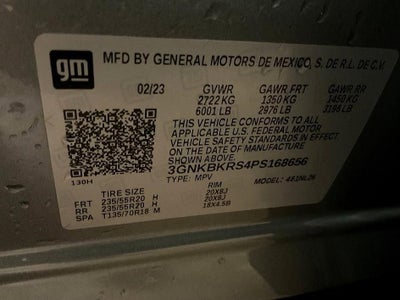 gm
MFD BY GENERAL MOTORS DE MEXICO, S. DE R.L. DE C.V.
02/23 GVWR GAWR FRT GAWR RR
2722 KG 1350 KG 1450 KG
6001 LB 2976 LB 3196 LB
THIS VEHICLE CONFORMS TO ALL
APPLICABLE U.S. FEDERAL MOTOR
VEHICLE SAFETY STANDARDS IN EFFECT ON
THE DATE OF MANUFACTURE SHOWN ABOVE.
3GNKBKRS4PS168656
130H TYPE: MPV MODEL:
TIRE SIZE RIM
FRT 235/55R20 H 20X8J
RR 235/55R20 H 20X8J
SPA T135/70R18 M 18X4.5B